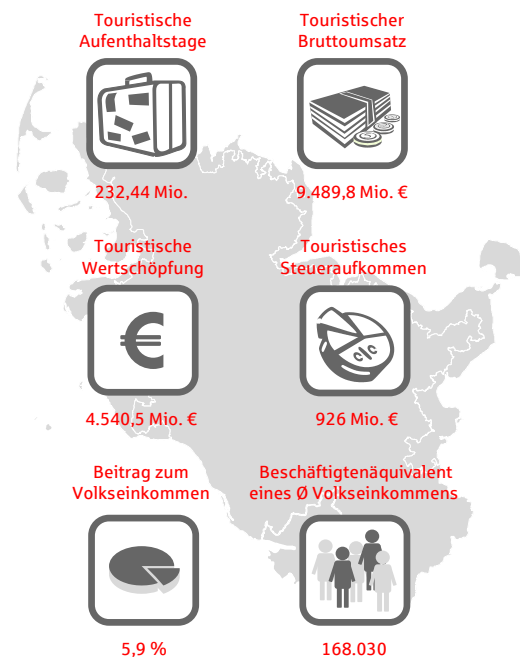 Touristische
Aufenthaltstage
232,44 Mio.
Touristischer
Bruttoumsatz
9.489,8 Mio. €
Touristische
Wertschöpfung
€
4.540,5 Mio. €
Touristisches
Steueraufkommen
926 Mio. €
Beitrag zum
Volkseinkommen
5,9 %
Beschäftigtenäquivalent
eines Ø Volkseinkommens
168.030